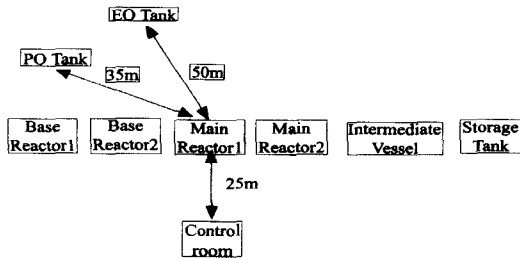 EO Tank
PO Tank
35m
50m
Base
Reactor1
Base
Reactor2
Main
Reactor1
Main
Reactor2
Intermediate
Vessel
Storage
Tank
25m
Control
room